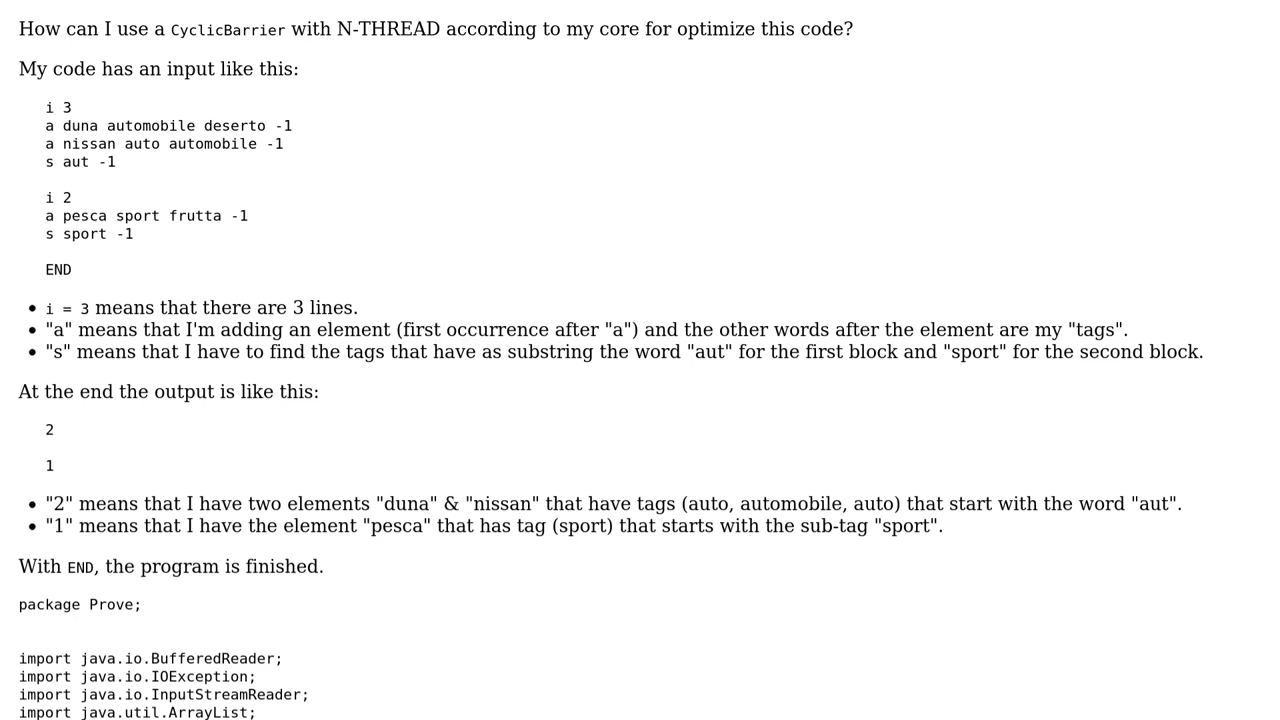 How can I use a CyclicBarrier with N-THREAD according to my core for optimize this code?
My code has an input like this:
i 3
a duna automobile deserto -1
a nissan auto automobile -1
s aut -1
i 2
a pesca sport frutta -1
s sport -1
END
• i = 3 means that there are 3 lines.
• "a" means that I'm adding an element (first occurrence after "a") and the other words after the element are my "tags".
• "s" means that I have to find the tags that have as substring the word "aut" for the first block and "sport" for the second block.
At the end the output is like this:
2
1
• "2" means that I have two elements "duna" & "nissan" that have tags (auto, automobile, auto) that start with the word "aut".
• "1" means that I have the element "pesca" that has tag (sport) that starts with the sub-tag "sport".
With END, the program is finished.
package Prove;
import java.io.BufferedReader;
import java.io.IOException;
import java.io.InputStreamReader;
import java.util.ArrayList;